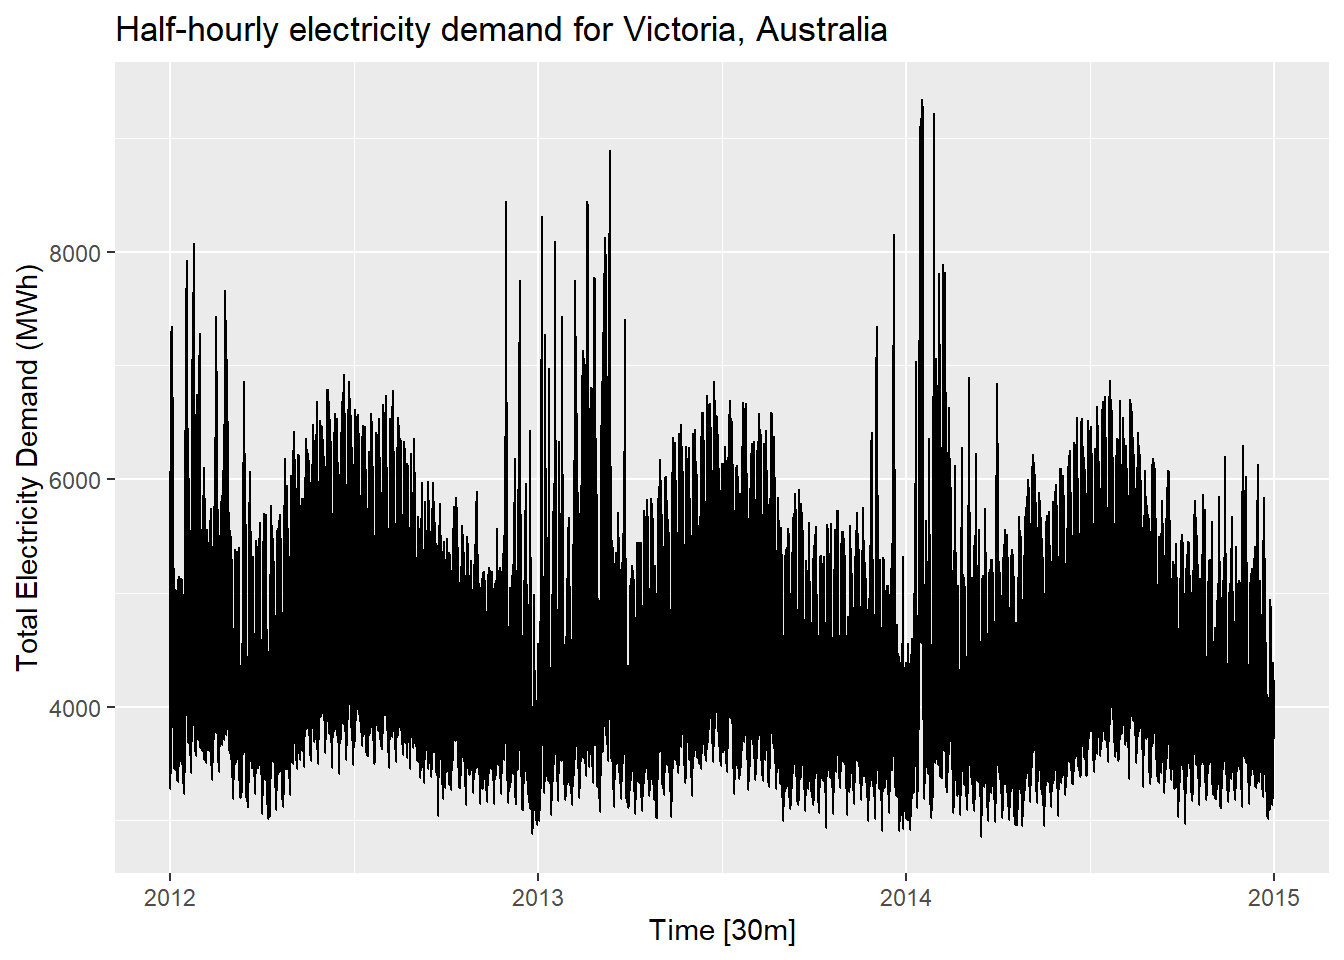 Half-hourly electricity demand for Victoria, Australia
Total Electricity Demand (MWh)
8000
6000
4000
2012
2013
2014
2015
Time [30m]